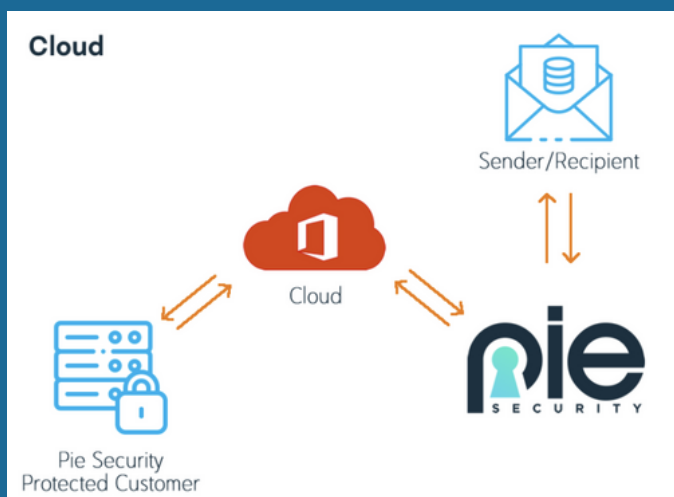 Cloud
Sender/Recipient
Cloud
pie
SECURITY
Pie Security
Protected Customer